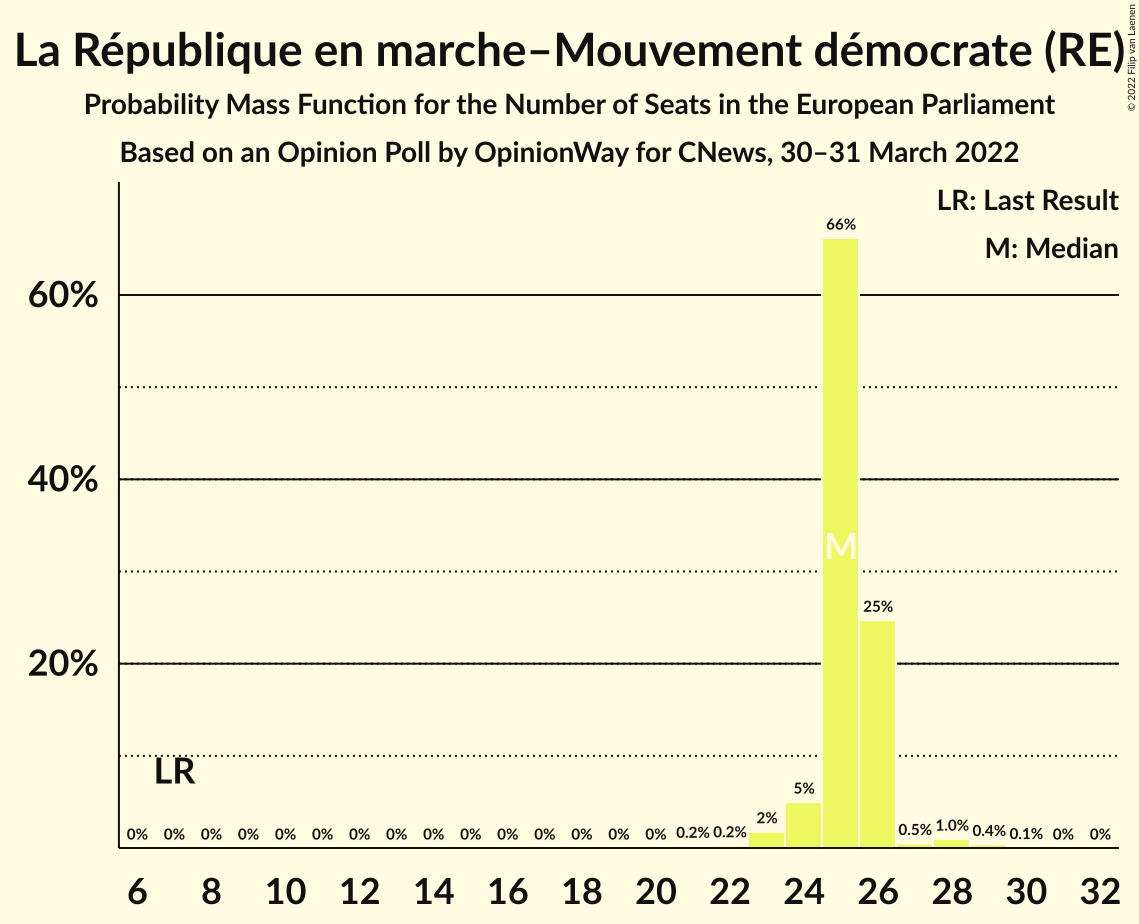 La République en marche–Mouvement démocrate (RE)
© 2022 Filip van Laenen
Probability Mass Function for the Number of Seats in the European Parliament
Based on an Opinion Poll by OpinionWay for CNews, 30–31 March 2022
LR: Last Result
M: Median
66%
60%
40%
M
25%
20%
LR
5%
2%
0% 0% 0% 0% 0% 0% 0% 0% 0% 0% 0% 0% 0% 0% 0% 0.2% 0.2% 0.5% 1.0% 0.4% 0.1% 0% 0%
6 8 10 12 14 16 18 20 22 24 26 28 30 32